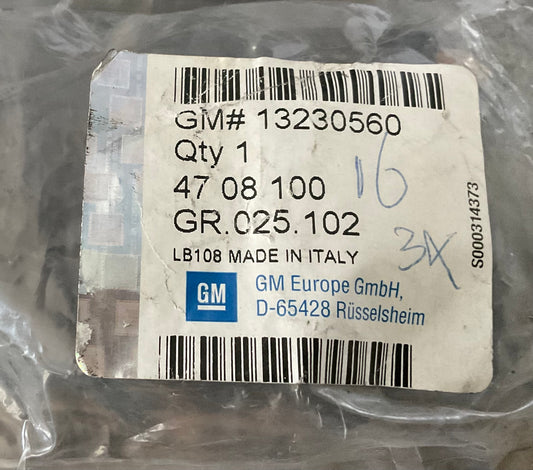 GM# 13230560
Qty 1
47 08 100
16
GR.025.102
3x
LB108 MADE IN ITALY
GM
GM Europe GmbH,
D-65428 Rüsselsheim
S000314373